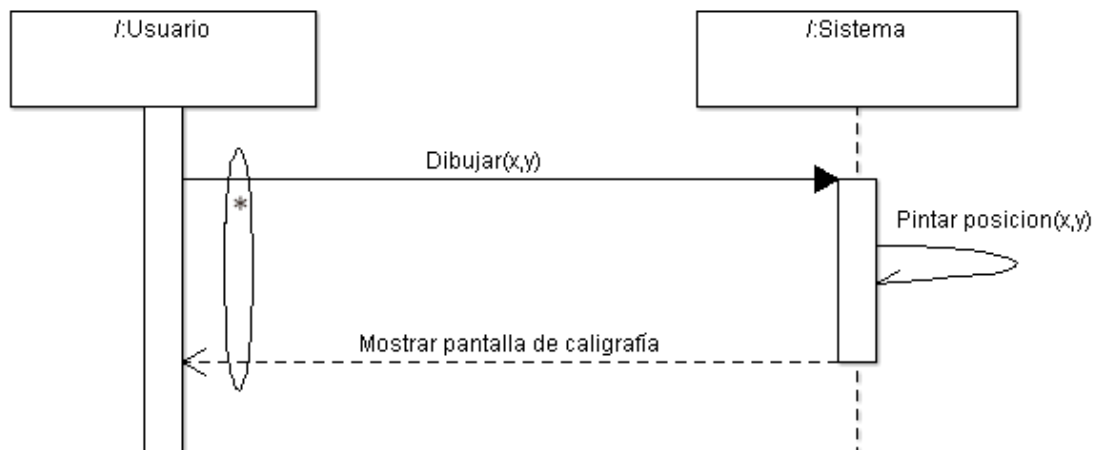 /:Usuario
/:Sistema
Dibujar(x,y)
*
Pintar posicion(x,y)
Mostrar pantalla de caligrafía